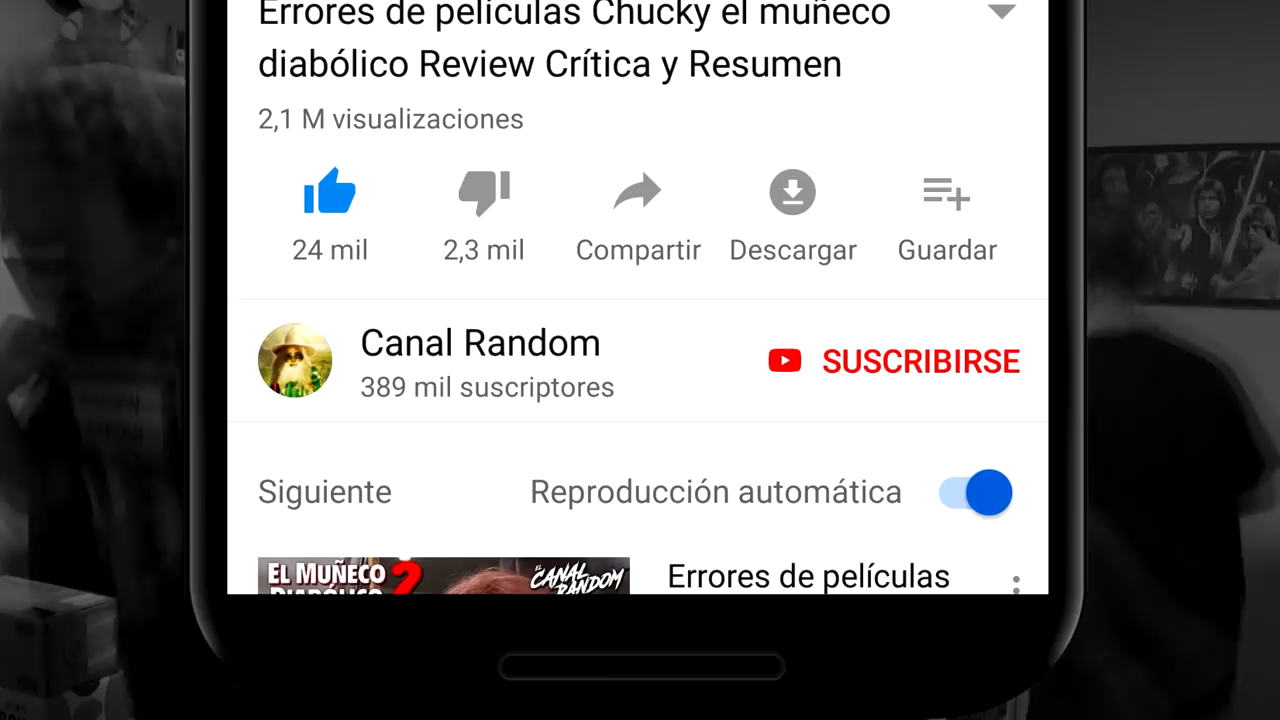 Errores de películas Chucky el muñeco
diabólico Review Crítica y Resumen
2,1 M visualizaciones
24 mil
2,3 mil
Compartir
Descargar
Guardar
Canal Random
389 mil suscriptores
SUSCRIBIRSE
Siguiente
Reproducción automática
EL MUÑECO
DIABÓLICO 2
EL CANAL
RANDOM
Errores de películas